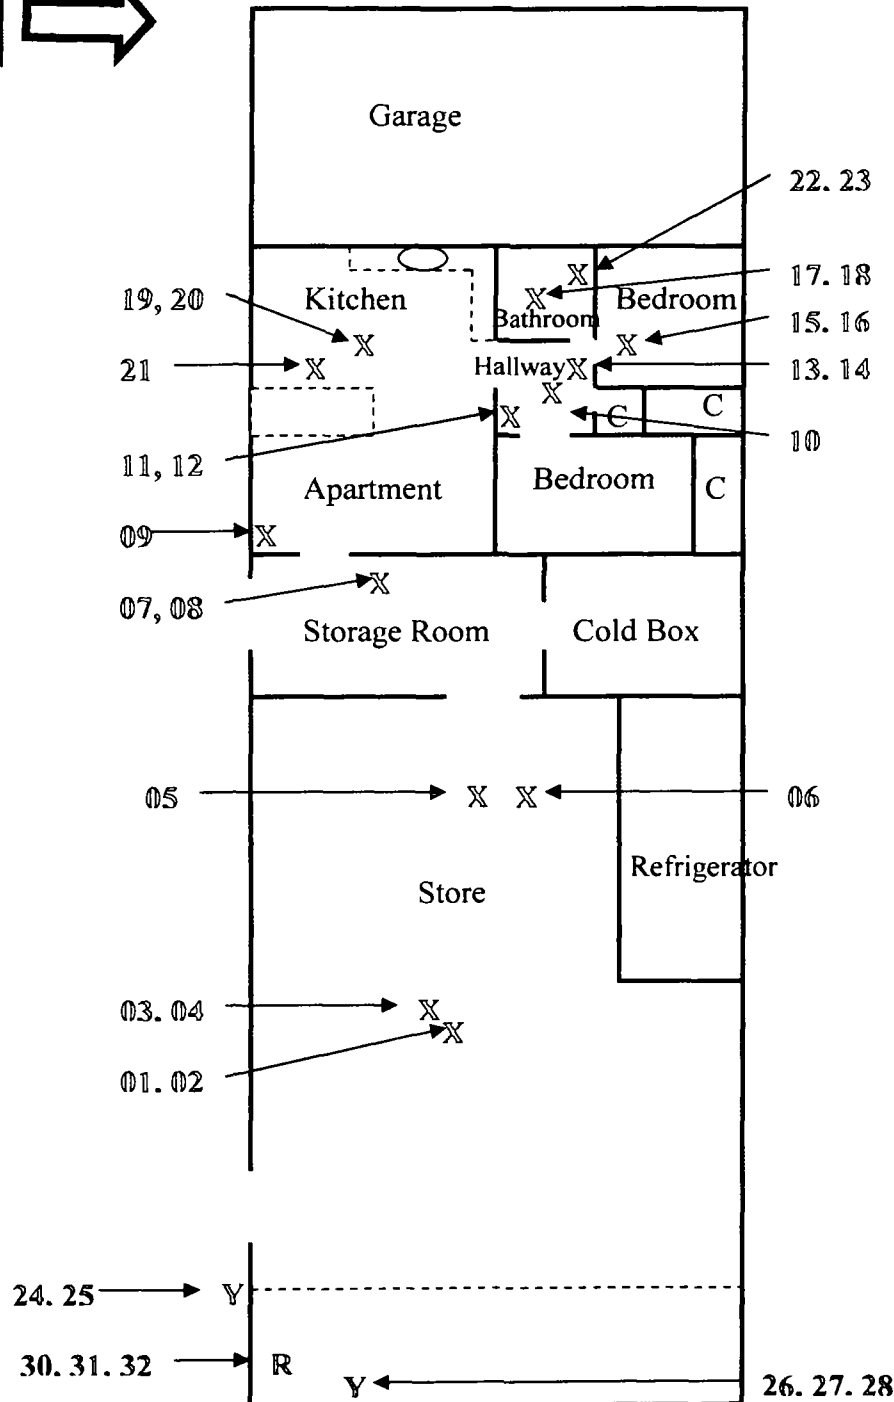 Garage
22. 23
X
17. 18
19, 20
Kitchen
X
Bedroom
Bathroom
15. 16
X
X
21
X
Hallway X
13. 14
X
X
C
C
10
11, 12
Apartment
Bedroom
C
09
X
07, 08
X
Storage Room
Cold Box
05
X
X
06
Refrigerator
Store
03. 04
X
X
01. 02
24. 25
Y
30. 31. 32
R
Y
26. 27. 28